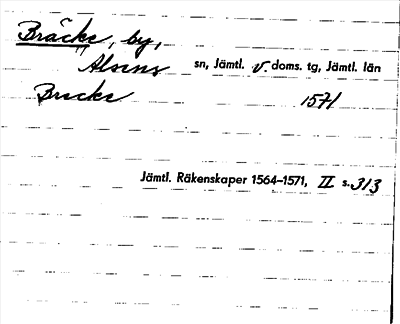 Bräcke, by,
Alsens sn, Jämtl. v. doms. tg, Jämtl. län
Brecke 1571
Jämtl. Räkenskaper 1564–1571, II s. 313